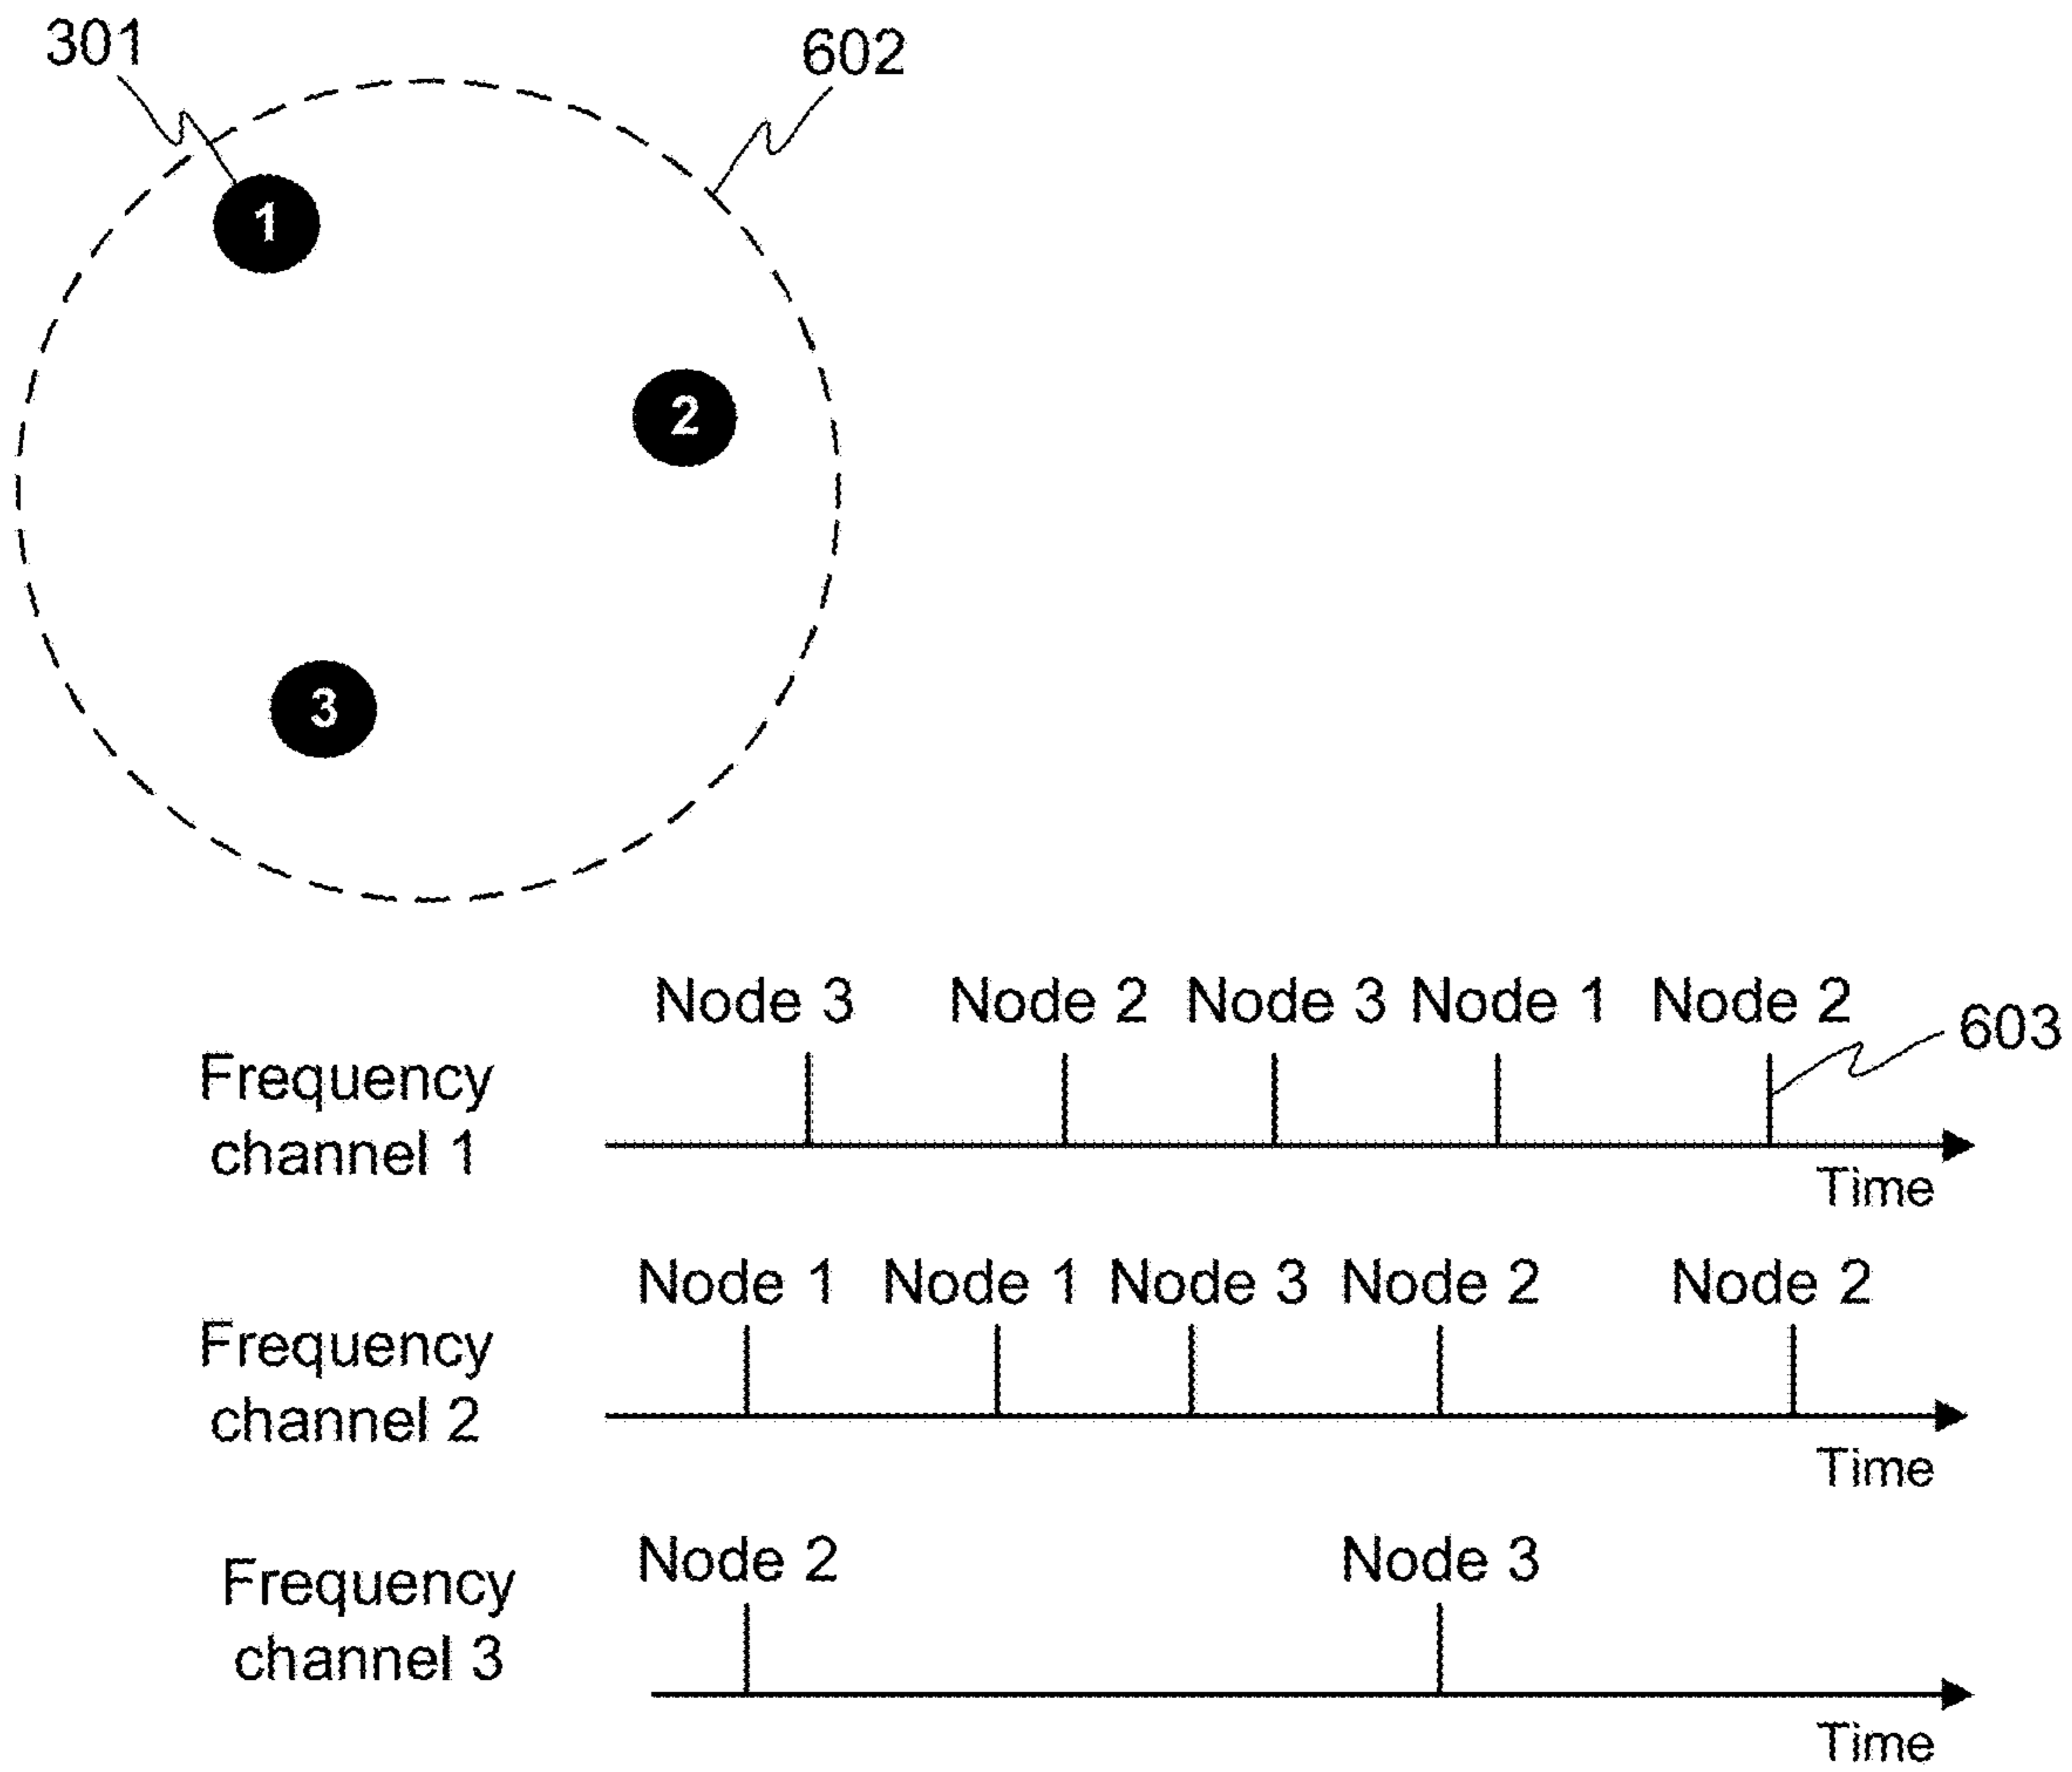 301
602
1
2
3
Node 3 Node 2 Node 3 Node 1 Node 2
603
Frequency
channel 1
Time
Node 1 Node 1 Node 3 Node 2 Node 2
Frequency
channel 2
Time
Node 2 Node 3
Frequency
channel 3
Time